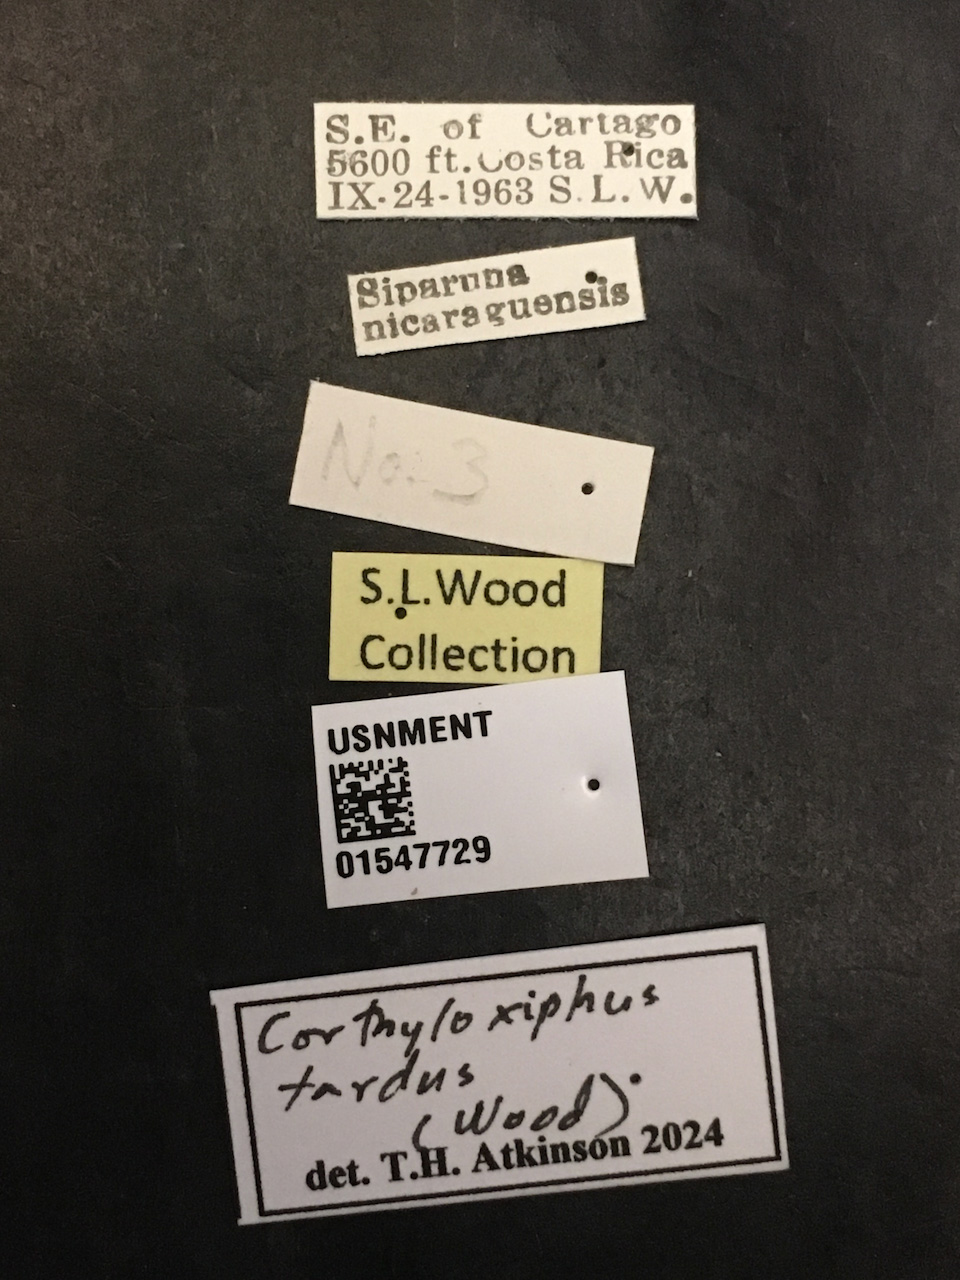 S.E. of Cartago
5600 ft. Costa Rica
IX-24-1963 S.L.W.
Siparuna
nicaraguensis
No. 3
S.L.Wood
Collection
USNMENT
01547729
Corthyloxiphus
tardus
(Wood)
det. T.H. Atkinson 2024